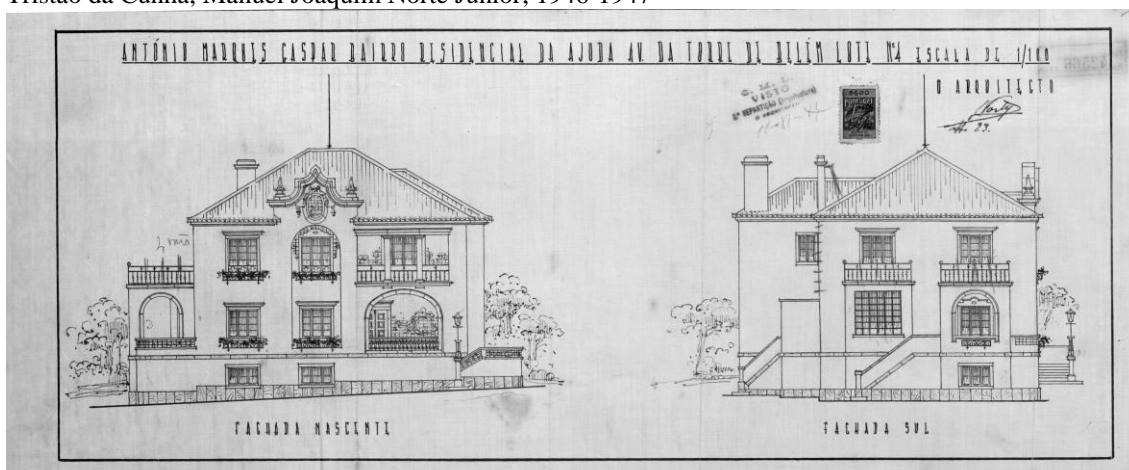 Tristão da Cunha, Manuel Joaquim Norte Júnior, 1946-1947
ANTÓNIO MARQUES GASPAR BAIRRO RESIDENCIAL DA AJUDA AV. DA TORRE DE BELÉM LOTE Nº4 ESCALA DE 1/100
O ARQUITECTO
C. M. L.
VISTO
FACHADA NASCENTE
FACHADA SUL